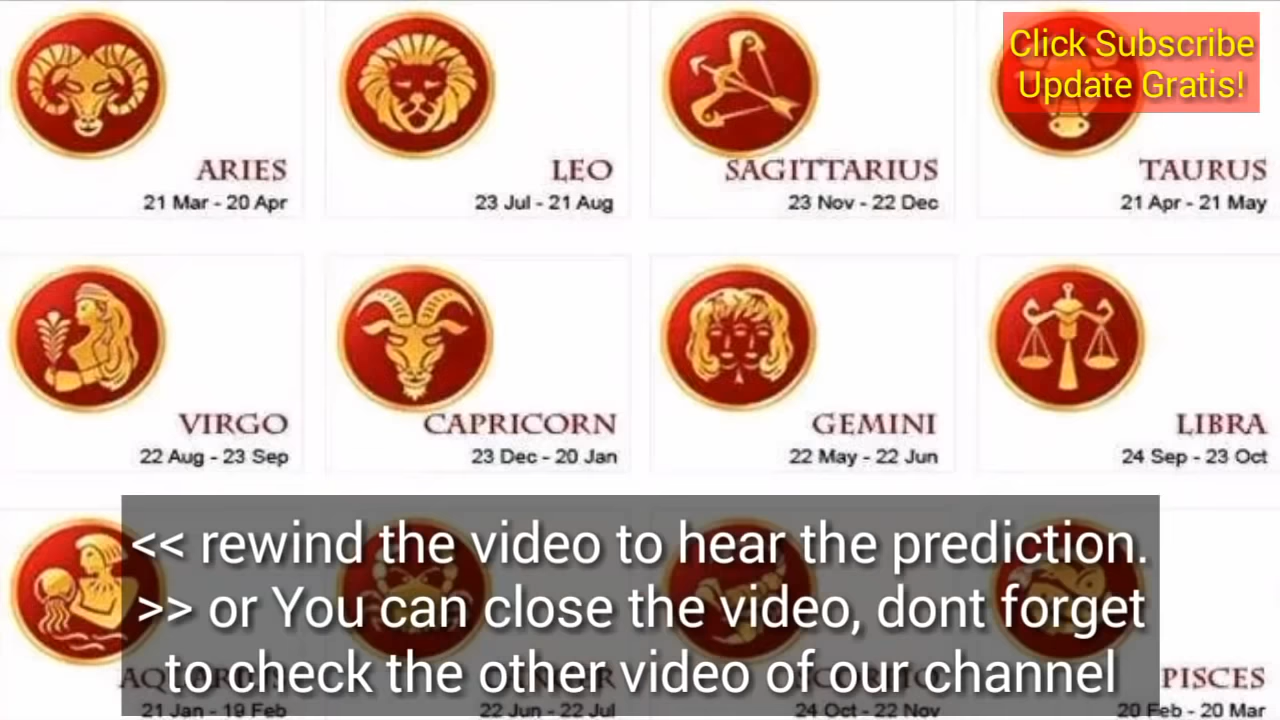 Click Subscribe
Update Gratis!
ARIES
21 Mar - 20 Apr
LEO
23 Jul - 21 Aug
SAGITTARIUS
23 Nov - 22 Dec
TAURUS
21 Apr - 21 May
VIRGO
22 Aug - 23 Sep
CAPRICORN
23 Dec - 20 Jan
GEMINI
22 May - 22 Jun
LIBRA
24 Sep - 23 Oct
<< rewind the video to hear the prediction.
>> or You can close the video, dont forget
to check the other video of our channel
AQUARIUS
21 Jan - 19 Feb
CANCER
22 Jun - 22 Jul
SCORPIO
24 Oct - 22 Nov
PISCES
20 Feb - 20 Mar